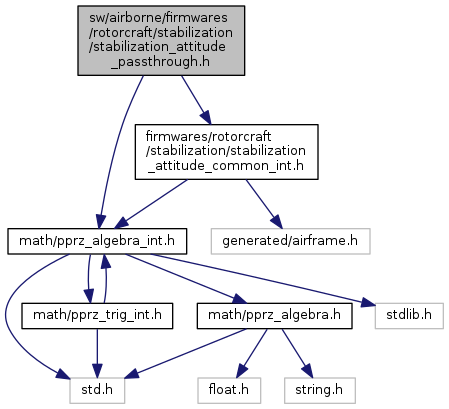 sw/airborne/firmwares
/rotorcraft/stabilization
/stabilization_attitude
_passthrough.h
firmwares/rotorcraft
/stabilization/stabilization
_attitude_common_int.h
math/pprz_algebra_int.h
generated/airframe.h
math/pprz_trig_int.h
math/pprz_algebra.h
stdlib.h
std.h
float.h
string.h